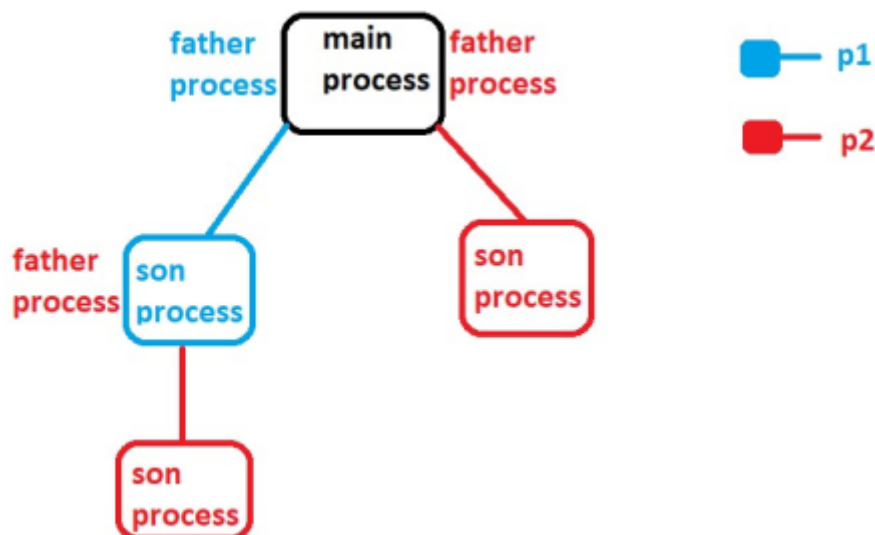 father
process
main
process
father
process
p1
p2
father
process
son
process
son
process
son
process